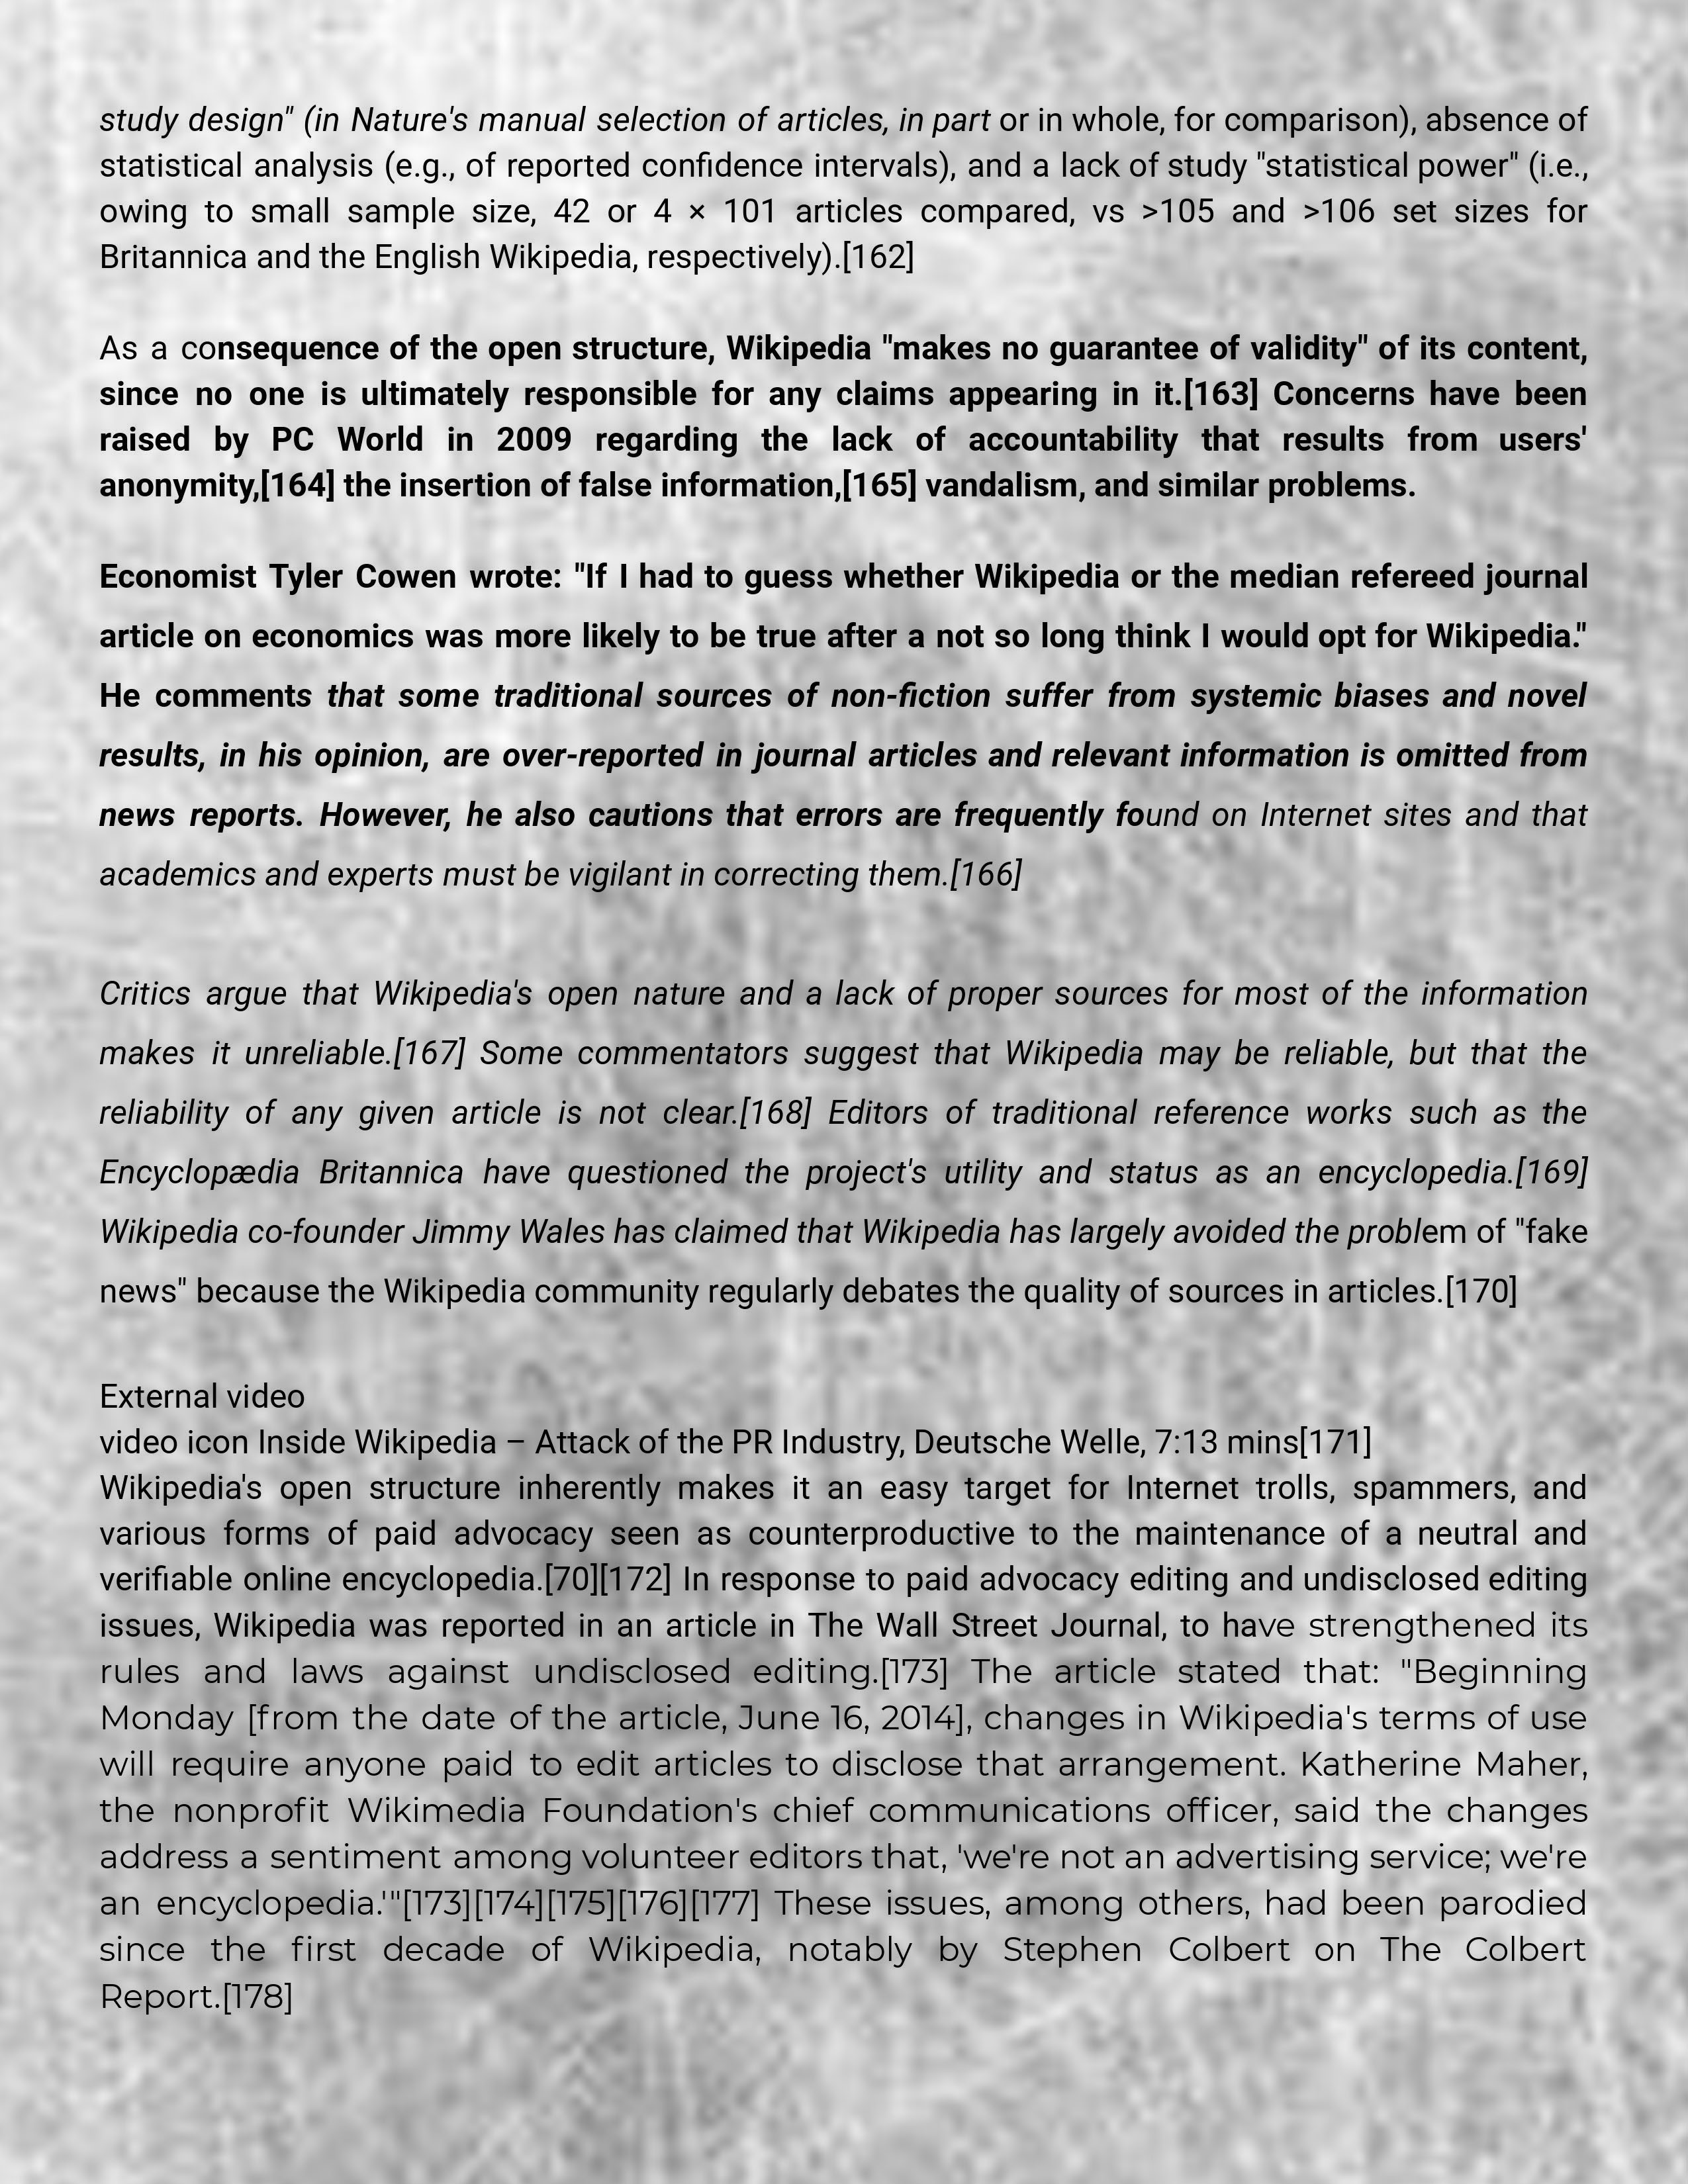 study design" (in Nature's manual selection of articles, in part or in whole, for comparison), absence of
statistical analysis (e.g., of reported confidence intervals), and a lack of study "statistical power" (i.e.,
owing to small sample size, 42 or 4 × 101 articles compared, vs >105 and >106 set sizes for
Britannica and the English Wikipedia, respectively).[162]
As a consequence of the open structure, Wikipedia "makes no guarantee of validity" of its content,
since no one is ultimately responsible for any claims appearing in it.[163] Concerns have been
raised by PC World in 2009 regarding the lack of accountability that results from users'
anonymity,[164] the insertion of false information,[165] vandalism, and similar problems.
Economist Tyler Cowen wrote: "If I had to guess whether Wikipedia or the median refereed journal
article on economics was more likely to be true after a not so long think I would opt for Wikipedia."
He comments that some traditional sources of non-fiction suffer from systemic biases and novel
results, in his opinion, are over-reported in journal articles and relevant information is omitted from
news reports. However, he also cautions that errors are frequently found on Internet sites and that
academics and experts must be vigilant in correcting them.[166]
Critics argue that Wikipedia's open nature and a lack of proper sources for most of the information
makes it unreliable.[167] Some commentators suggest that Wikipedia may be reliable, but that the
reliability of any given article is not clear.[168] Editors of traditional reference works such as the
Encyclopædia Britannica have questioned the project's utility and status as an encyclopedia.[169]
Wikipedia co-founder Jimmy Wales has claimed that Wikipedia has largely avoided the problem of "fake
news" because the Wikipedia community regularly debates the quality of sources in articles.[170]
External video
video icon Inside Wikipedia – Attack of the PR Industry, Deutsche Welle, 7:13 mins[171]
Wikipedia's open structure inherently makes it an easy target for Internet trolls, spammers, and
various forms of paid advocacy seen as counterproductive to the maintenance of a neutral and
verifiable online encyclopedia.[70][172] In response to paid advocacy editing and undisclosed editing
issues, Wikipedia was reported in an article in The Wall Street Journal, to have strengthened its
rules and laws against undisclosed editing.[173] The article stated that: "Beginning
Monday [from the date of the article, June 16, 2014], changes in Wikipedia's terms of use
will require anyone paid to edit articles to disclose that arrangement. Katherine Maher,
the nonprofit Wikimedia Foundation's chief communications officer, said the changes
address a sentiment among volunteer editors that, 'we're not an advertising service; we're
an encyclopedia.'"[173][174][175][176][177] These issues, among others, had been parodied
since the first decade of Wikipedia, notably by Stephen Colbert on The Colbert
Report.[178]